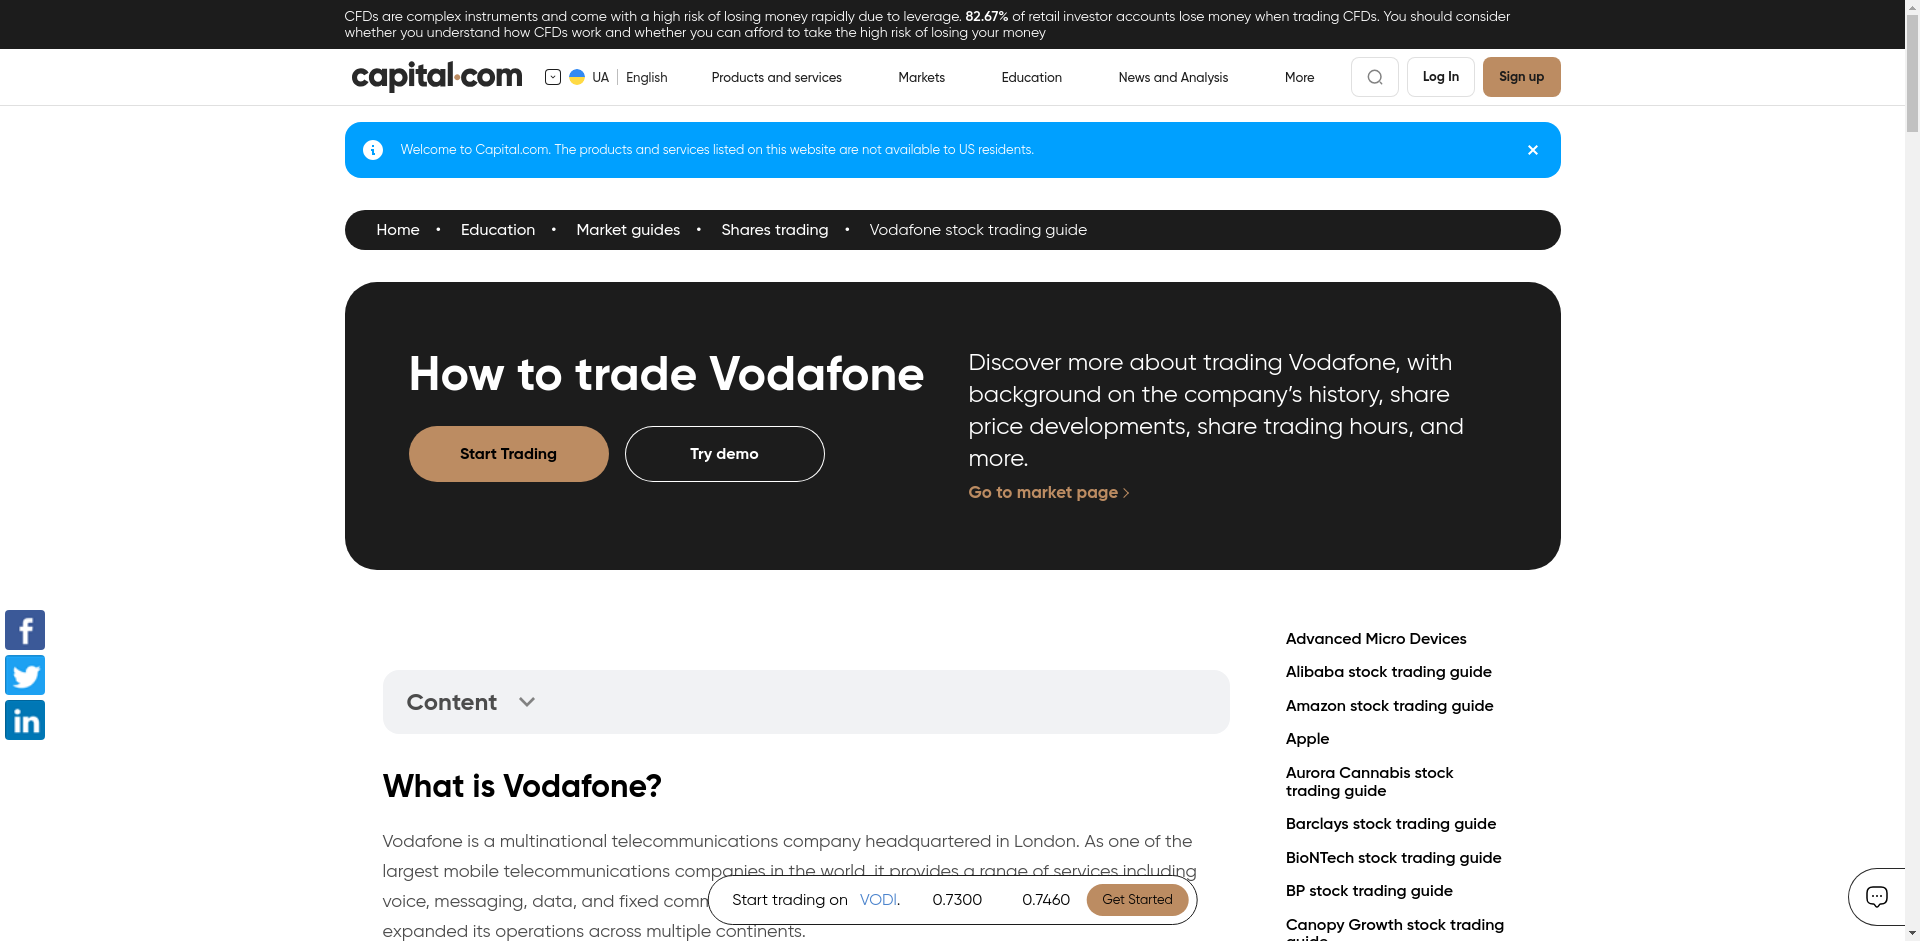 CFDs are complex instruments and come with a high risk of losing money rapidly due to leverage. 82.67% of retail investor accounts lose money when trading CFDs. You should consider
whether you understand how CFDs work and whether you can afford to take the high risk of losing your money
capital.com
UA
English
Products and services
Markets
Education
News and Analysis
More
Log In
Sign up
Welcome to Capital.com. The products and services listed on this website are not available to US residents.
Home • Education • Market guides • Shares trading • Vodafone stock trading guide
How to trade Vodafone
Start Trading
Try demo
Discover more about trading Vodafone, with
background on the company’s history, share
price developments, share trading hours, and
more.
Go to market page
Content
What is Vodafone?
Vodafone is a multinational telecommunications company headquartered in London. As one of the
largest mobile telecommunications companies in the world, it provides a range of services including
voice, messaging, data, and fixed comm
expanded its operations across multiple continents.
Start trading on VODl. 0.7300 0.7460 Get Started
Advanced Micro Devices
Alibaba stock trading guide
Amazon stock trading guide
Apple
Aurora Cannabis stock
trading guide
Barclays stock trading guide
BioNTech stock trading guide
BP stock trading guide
Canopy Growth stock trading
guide